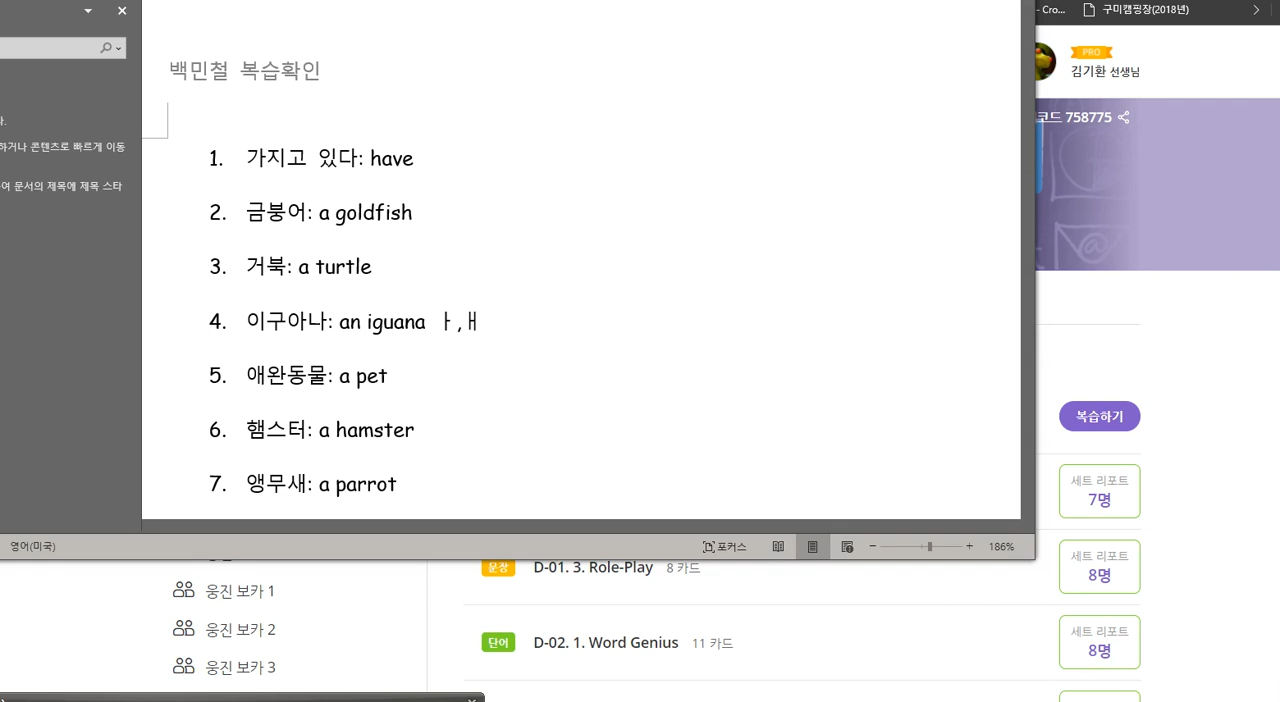 - Cro...
구미캠핑장(2018년)
PRO
김기환 선생님
코드 758775
백민철 복습확인
다.
하거나 콘텐츠로 빠르게 이동
여 문서의 제목에 제목 스타
1. 가지고 있다: have
2. 금붕어: a goldfish
3. 거북: a turtle
4. 이구아나: an iguana ㅏ,ㅐ
5. 애완동물: a pet
6. 햄스터: a hamster
7. 앵무새: a parrot
복습하기
세트 리포트
7명
영어(미국)
포커스
186%
문장 D-01. 3. Role-Play 8 카드
세트 리포트
8명
웅진 보카 1
웅진 보카 2
웅진 보카 3
단어 D-02. 1. Word Genius 11 카드
세트 리포트
8명